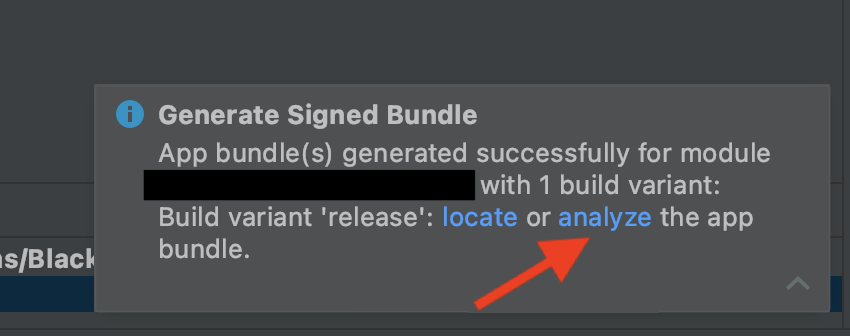 Generate Signed Bundle
App bundle(s) generated successfully for module
with 1 build variant:
Build variant 'release': locate or analyze the app
bundle.
ns/Black